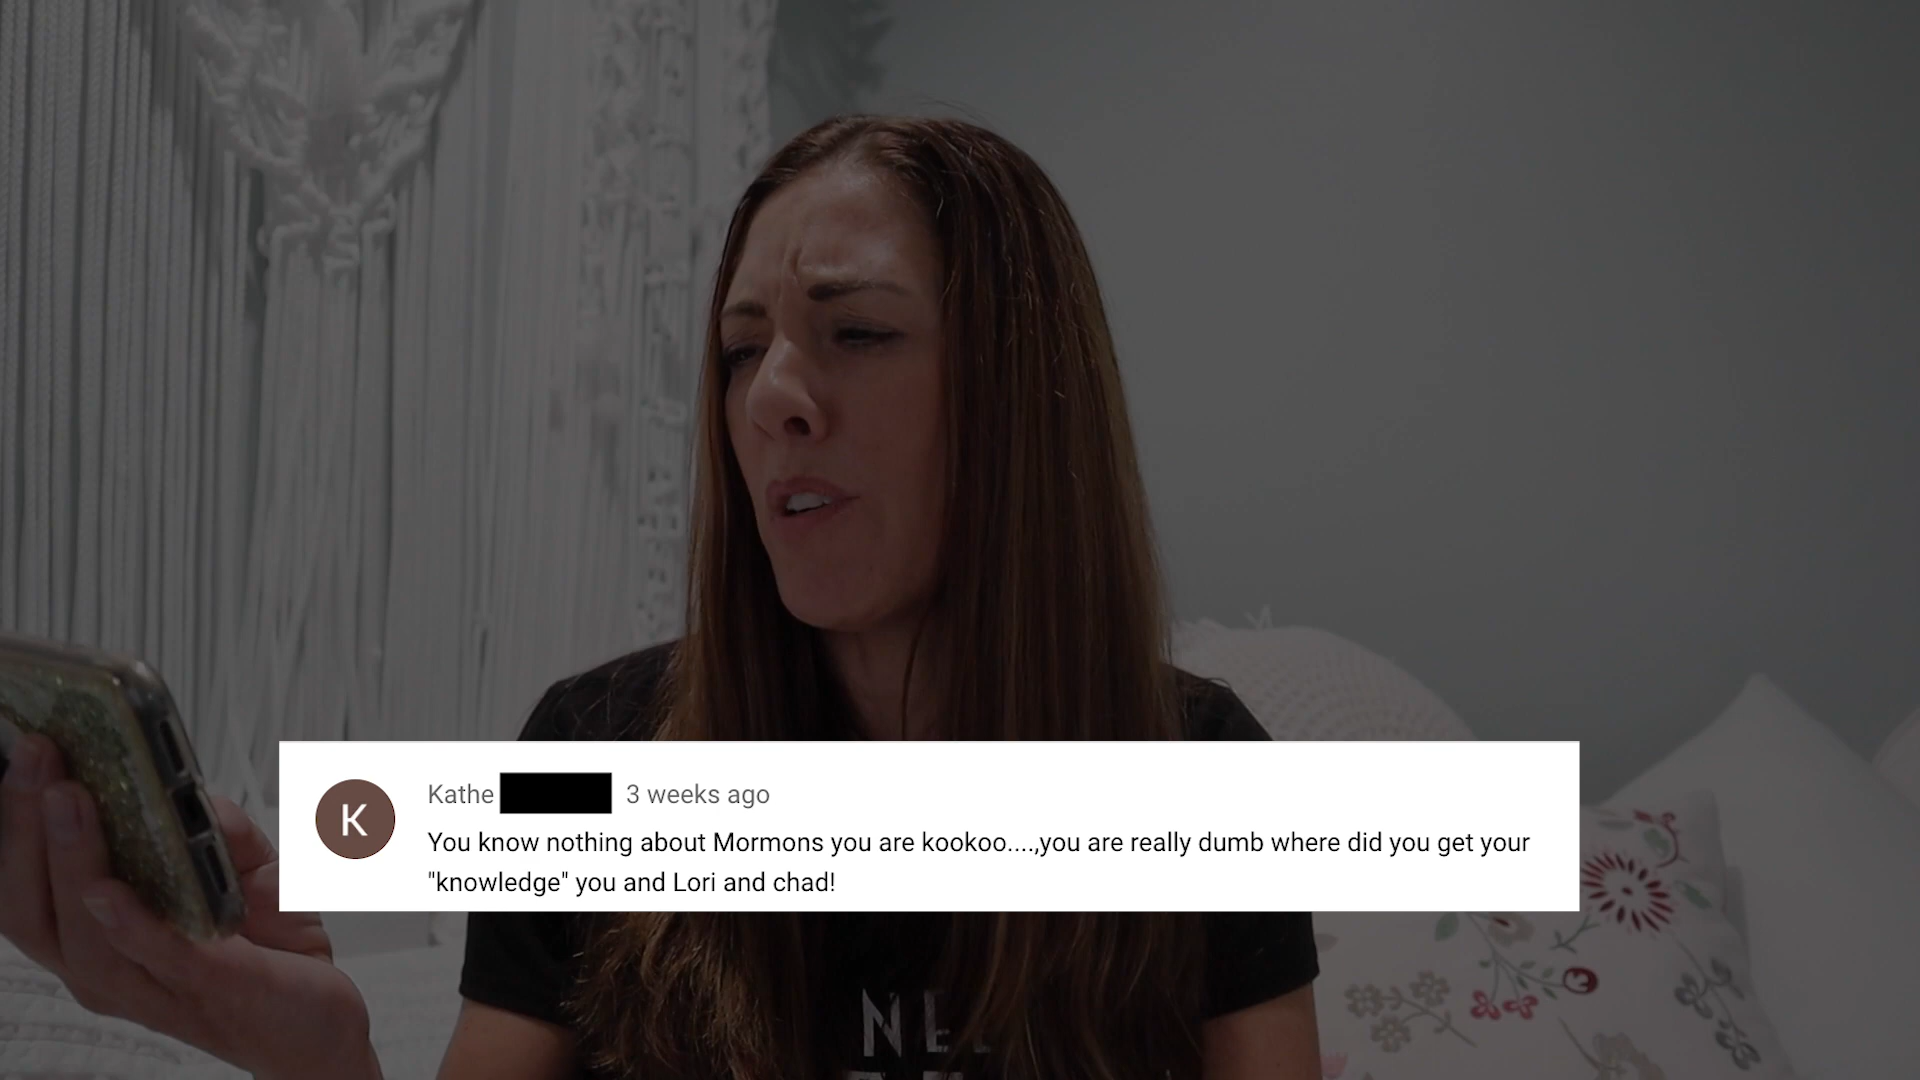 K
Kathe 3 weeks ago
You know nothing about Mormons you are kookoo....,you are really dumb where did you get your
"knowledge" you and Lori and chad!
NE